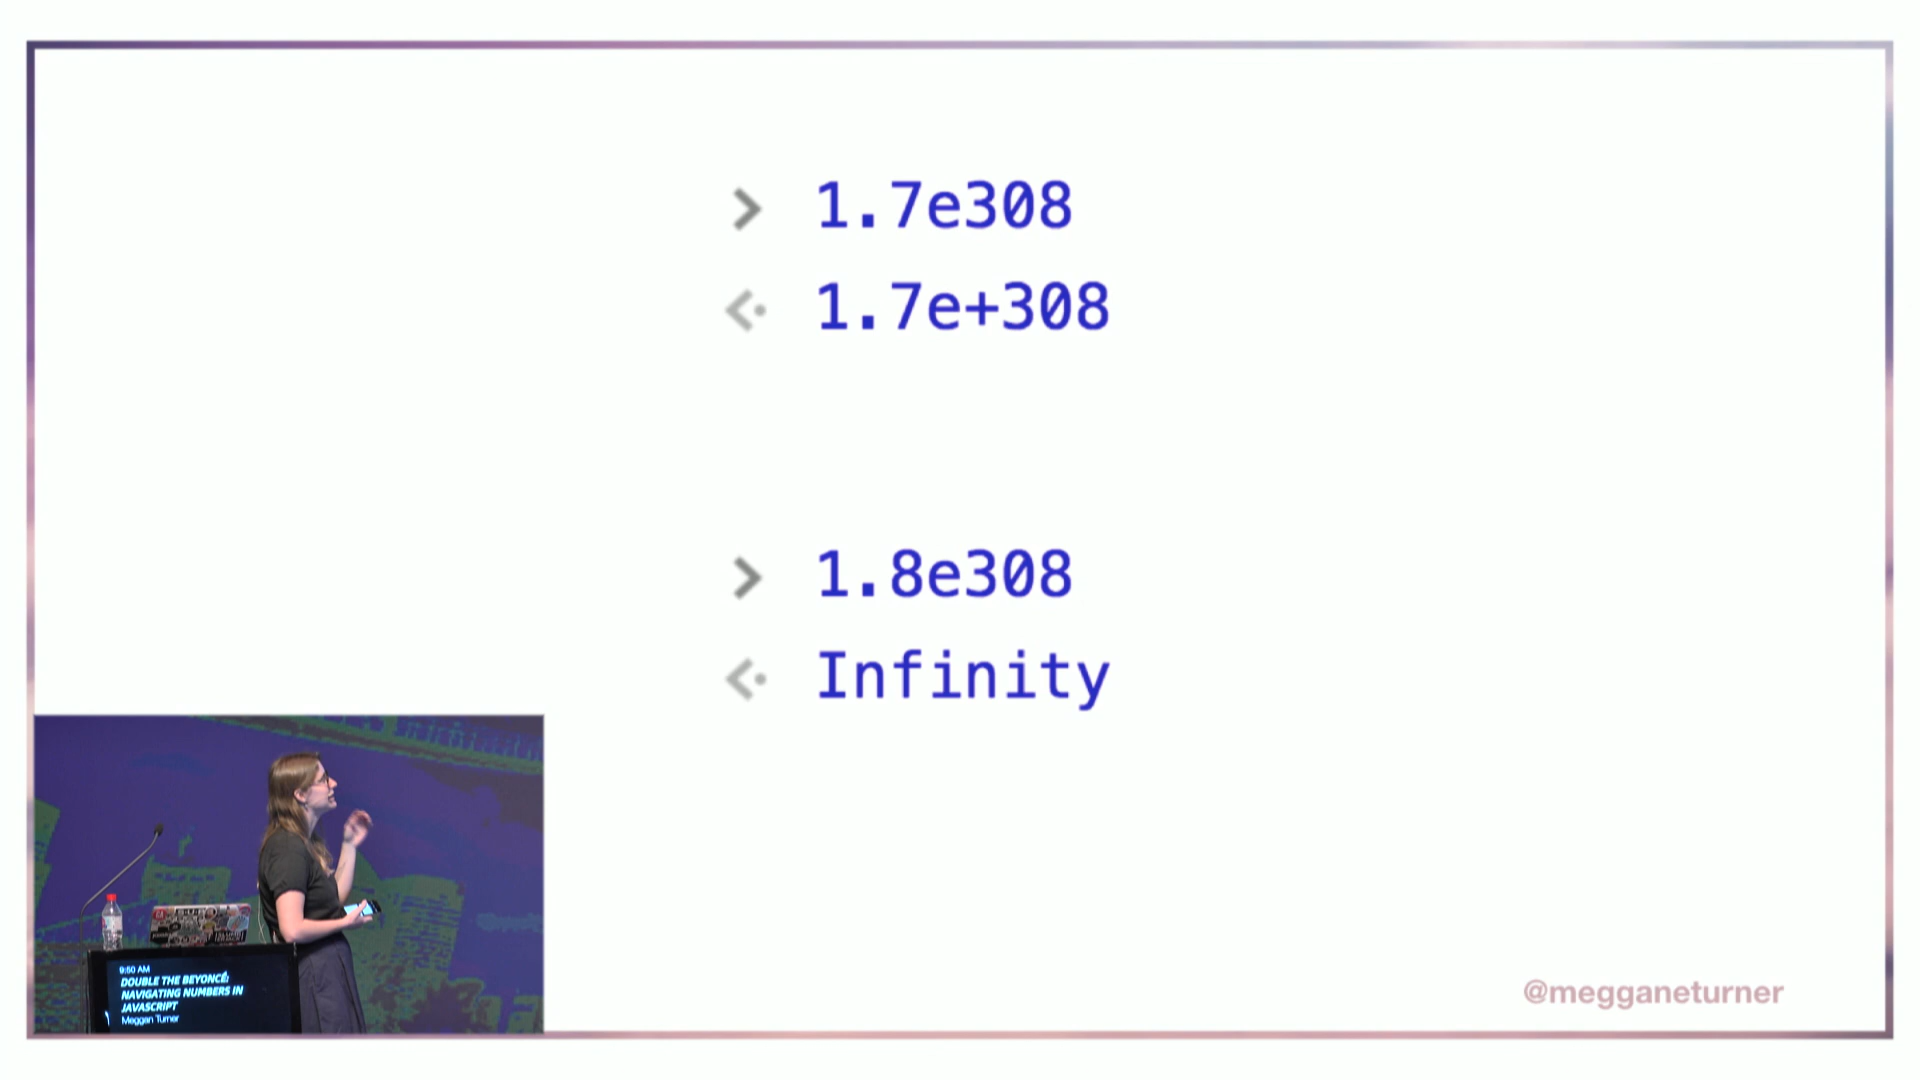 > 1.7e308
<· 1.7e+308
> 1.8e308
<· Infinity
9:50 AM
DOUBLE THE BEYONCÉ:
NAVIGATING NUMBERS IN
JAVASCRIPT
Meggan Turner
@megganeturner